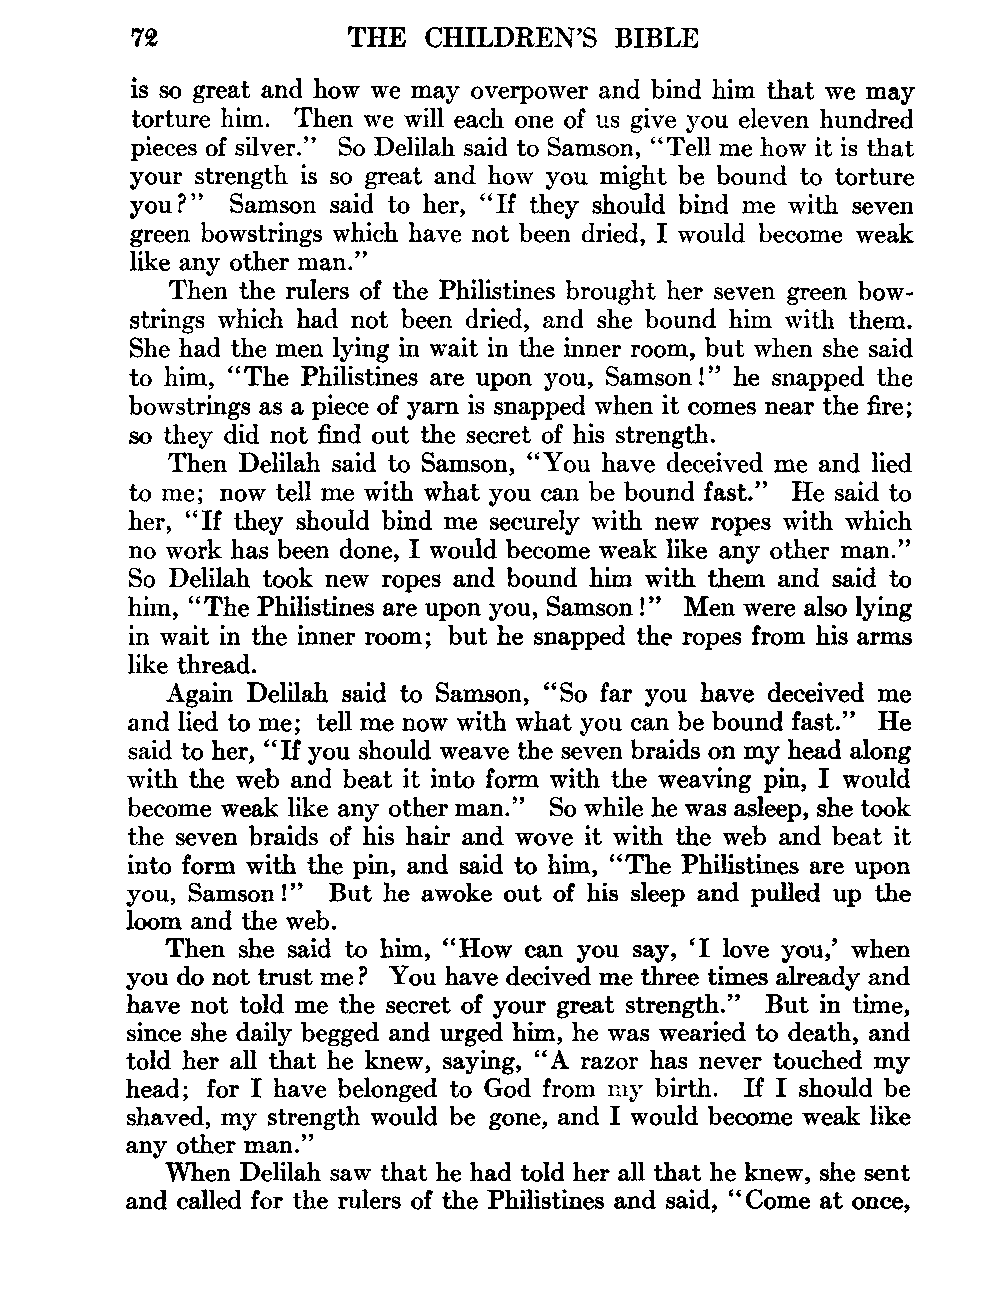 72 THE CHILDREN'S BIBLE
is so great and how we may overpower and bind him that we may
torture him. Then we will each one of us give you eleven hundred
pieces of silver." So Delilah said to Samson, "Tell me how it is that
your strength is so great and how you might be bound to torture
you?" Samson said to her, "If they should bind me with seven
green bowstrings which have not been dried, I would become weak
like any other man."
Then the rulers of the Philistines brought her seven green bow-
strings which had not been dried, and she bound him with them.
She had the men lying in wait in the inner room, but when she said
to him, "The Philistines are upon you, Samson!" he snapped the
bowstrings as a piece of yarn is snapped when it comes near the fire;
so they did not find out the secret of his strength.
Then Delilah said to Samson, "You have deceived me and lied
to me; now tell me with what you can be bound fast." He said to
her, "If they should bind me securely with new ropes with which
no work has been done, I would become weak like any other man."
So Delilah took new ropes and bound him with them and said to
him, "The Philistines are upon you, Samson!" Men were also lying
in wait in the inner room; but he snapped the ropes from his arms
like thread.
Again Delilah said to Samson, "So far you have deceived me
and lied to me; tell me now with what you can be bound fast." He
said to her, "If you should weave the seven braids on my head along
with the web and beat it into form with the weaving pin, I would
become weak like any other man." So while he was asleep, she took
the seven braids of his hair and wove it with the web and beat it
into form with the pin, and said to him, "The Philistines are upon
you, Samson!" But he awoke out of his sleep and pulled up the
loom and the web.
Then she said to him, "How can you say, 'I love you,' when
you do not trust me? You have decived me three times already and
have not told me the secret of your great strength." But in time,
since she daily begged and urged him, he was wearied to death, and
told her all that he knew, saying, "A razor has never touched my
head; for I have belonged to God from my birth. If I should be
shaved, my strength would be gone, and I would become weak like
any other man."
When Delilah saw that he had told her all that he knew, she sent
and called for the rulers of the Philistines and said, "Come at once,